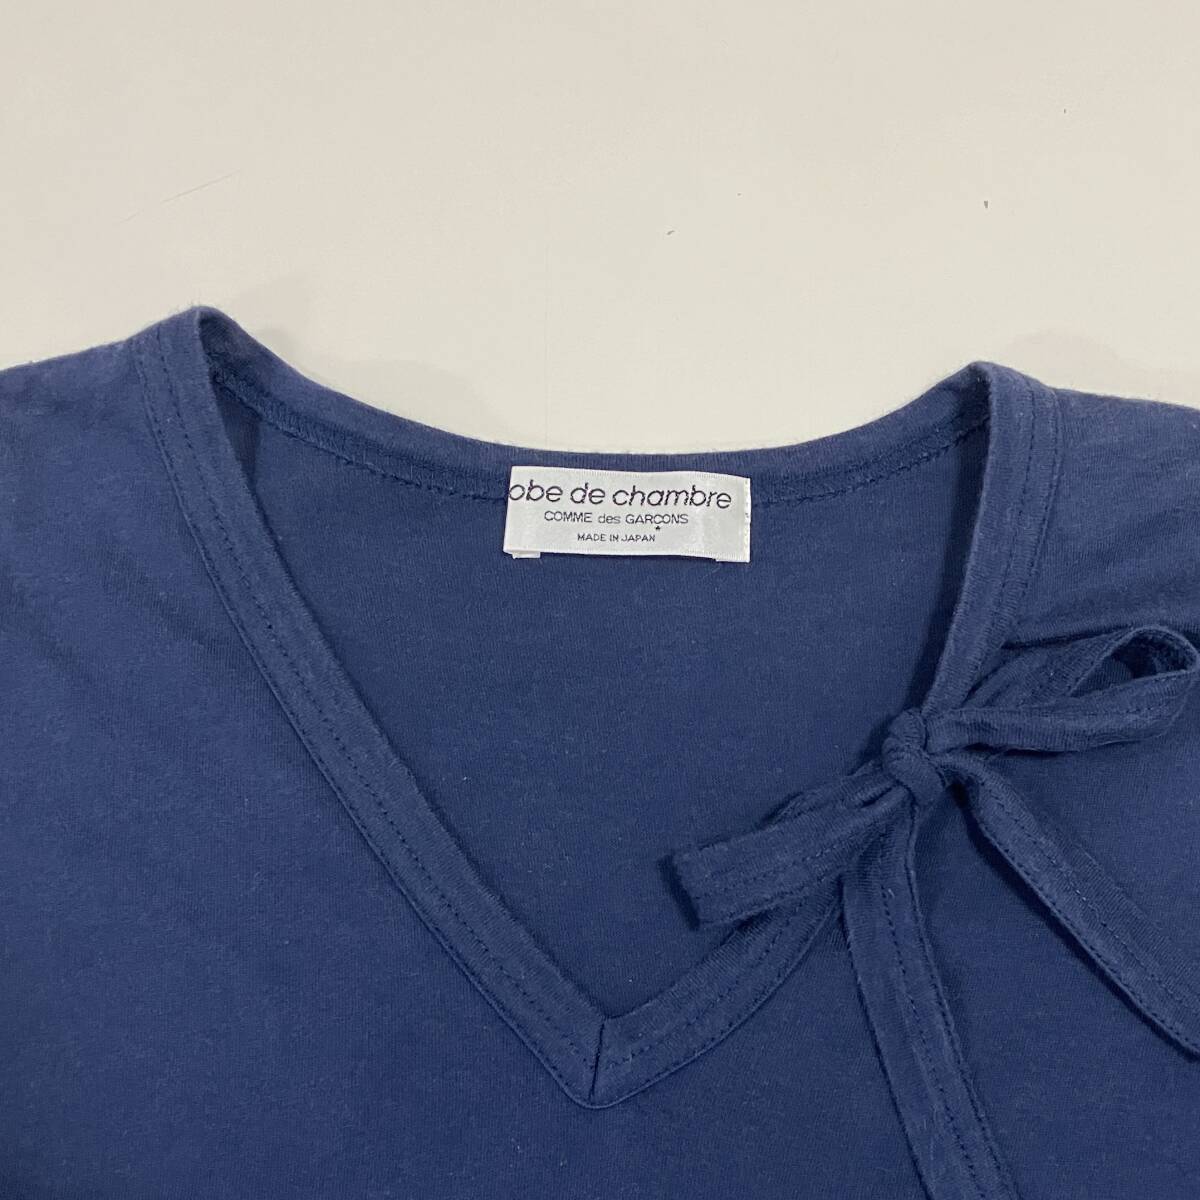 obe de chambre
COMME des GARÇONS
MADE IN JAPAN